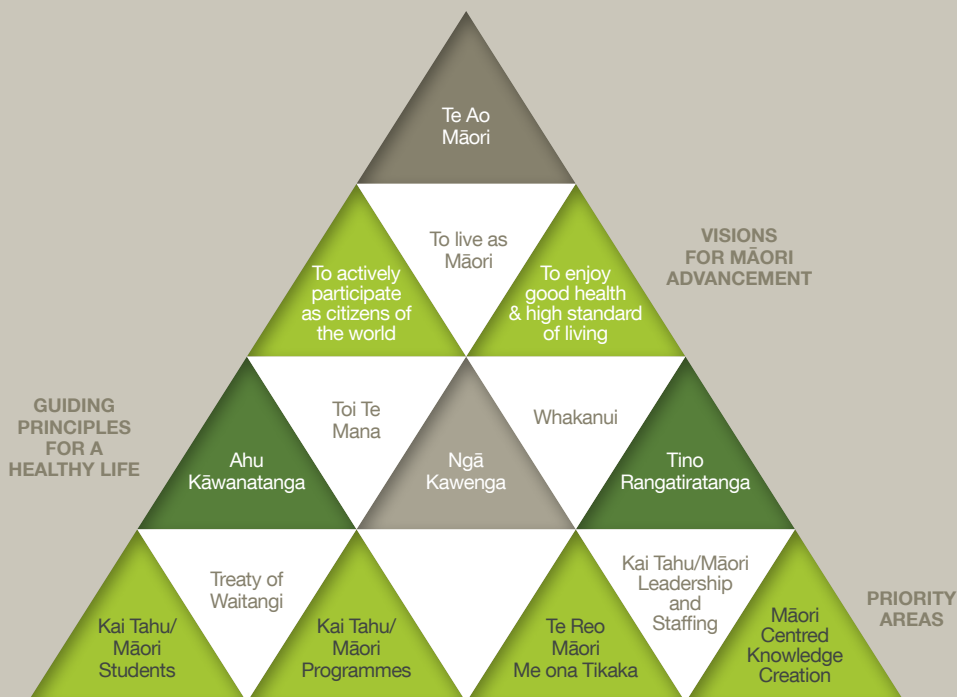 Te Ao
Māori
To live as
Māori
To actively
participate
as citizens of
the world
To enjoy
good health
& high standard
of living
VISIONS
FOR MĀORI
ADVANCEMENT
GUIDING
PRINCIPLES
FOR A
HEALTHY LIFE
Ahu
Kāwanatanga
Toi Te
Mana
Ngā
Kawenga
Whakanui
Tino
Rangatiratanga
Kai Tahu/
Māori
Students
Treaty of
Waitangi
Kai Tahu/
Māori
Programmes
Te Reo
Māori
Me ona Tikaka
Kai Tahu/Māori
Leadership
and
Staffing
Māori
Centred
Knowledge
Creation
PRIORITY
AREAS